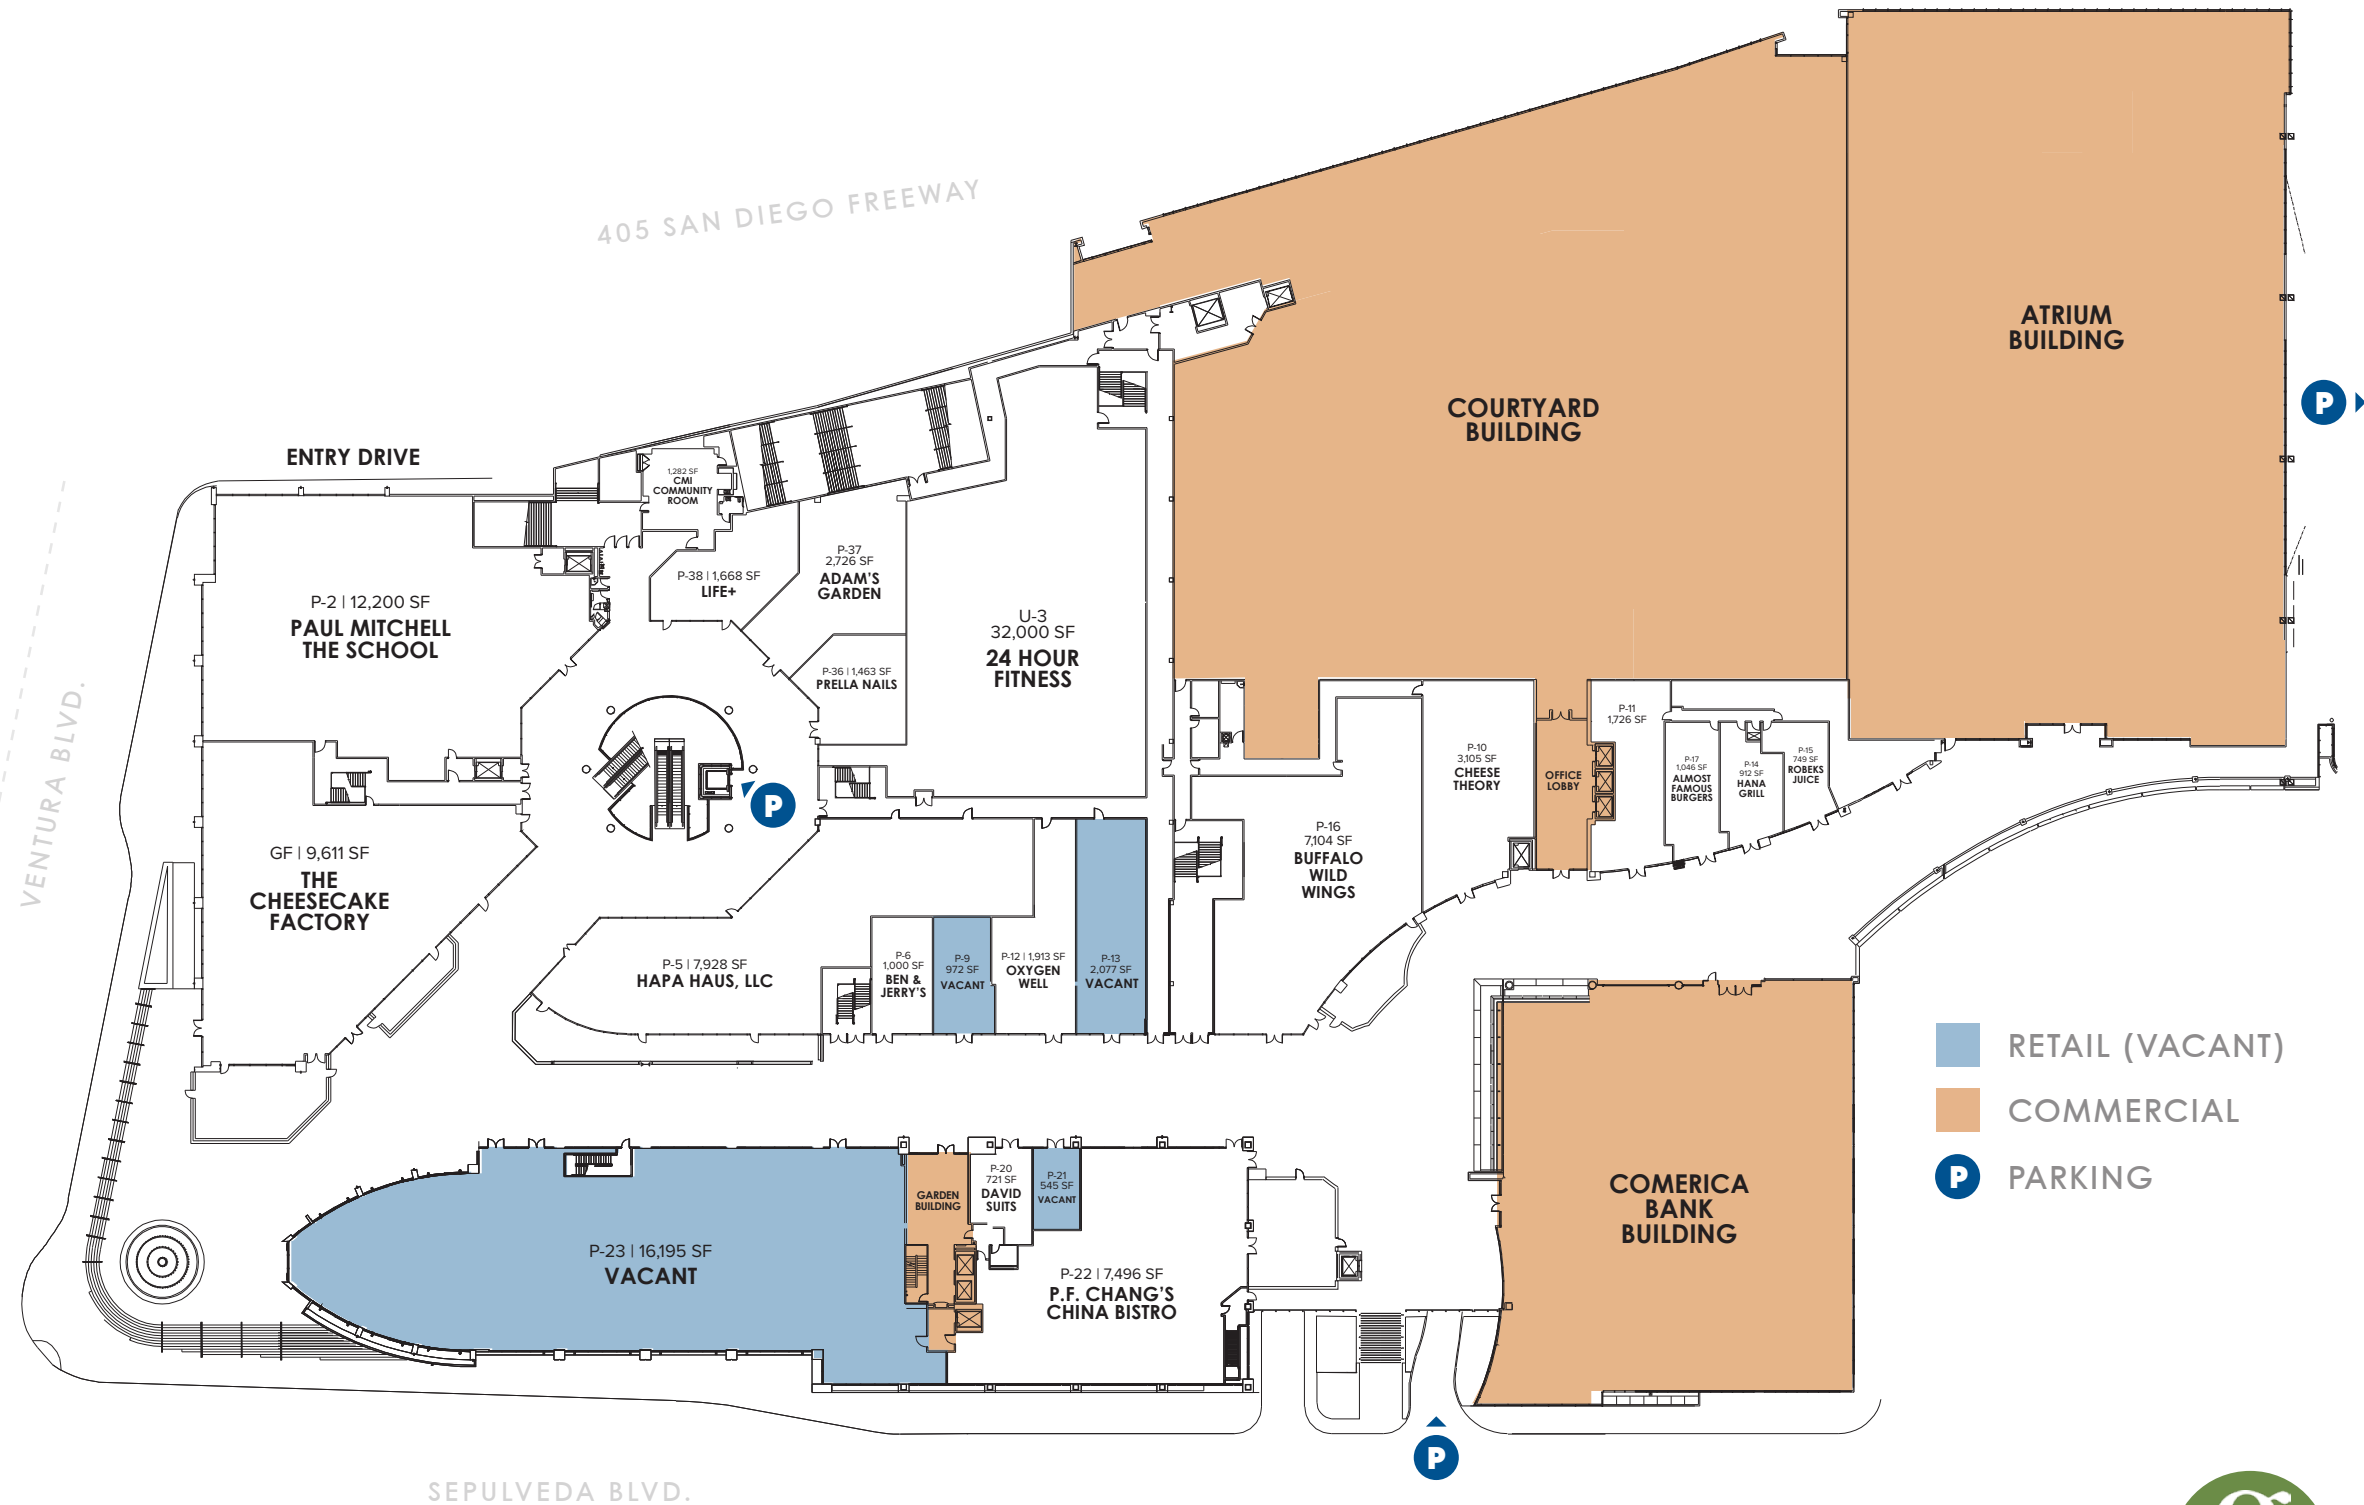 405 SAN DIEGO FREEWAY
ATRIUM
BUILDING
COURTYARD
BUILDING
P
ENTRY DRIVE
1,282 SF
CMI
COMMUNITY
ROOM
P-37
2,726 SF
ADAM'S
GARDEN
P-38 | 1,668 SF
LIFE+
P-2 | 12,200 SF
PAUL MITCHELL
THE SCHOOL
U-3
32,000 SF
24 HOUR
FITNESS
P-36 | 1,463 SF
PRELLA NAILS
VENTURA BLVD.
P-11
1,726 SF
P-10
3,105 SF
CHEESE
THEORY
OFFICE
LOBBY
P-17
1,046 SF
ALMOST
FAMOUS
BURGERS
P-14
912 SF
HANA
GRILL
P-15
749 SF
ROBEKS
JUICE
P
P-16
7,104 SF
BUFFALO
WILD
WINGS
GF | 9,611 SF
THE
CHEESECAKE
FACTORY
P-5 | 7,928 SF
HAPA HAUS, LLC
P-6
1,000 SF
BEN &
JERRY'S
P-9
972 SF
VACANT
P-12 | 1,913 SF
OXYGEN
WELL
P-13
2,077 SF
VACANT
RETAIL (VACANT)
COMMERCIAL
P PARKING
GARDEN
BUILDING
P-20
721 SF
DAVID
SUITS
P-21
545 SF
VACANT
COMERICA
BANK
BUILDING
P-23 | 16,195 SF
VACANT
P-22 | 7,496 SF
P.F. CHANG'S
CHINA BISTRO
P
SEPULVEDA BLVD.